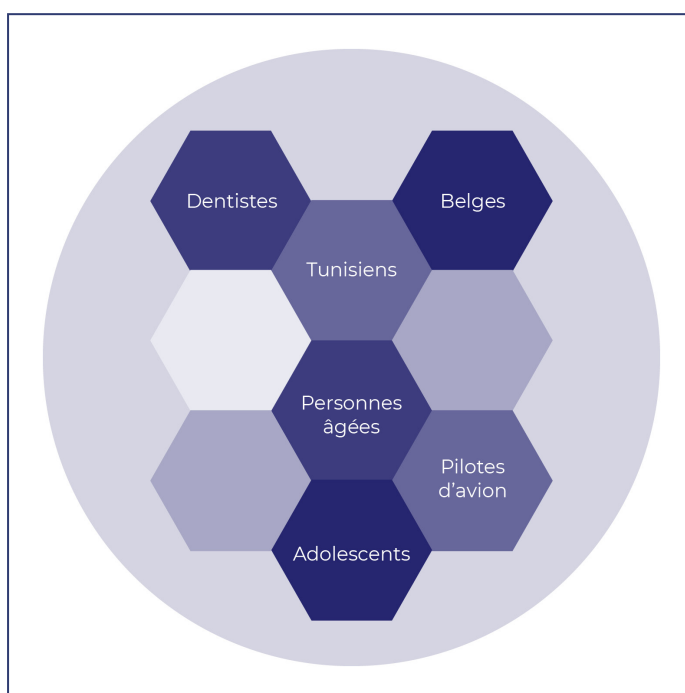 Dentistes
Belges
Tunisiens
Personnes
âgées
Pilotes
d’avion
Adolescents